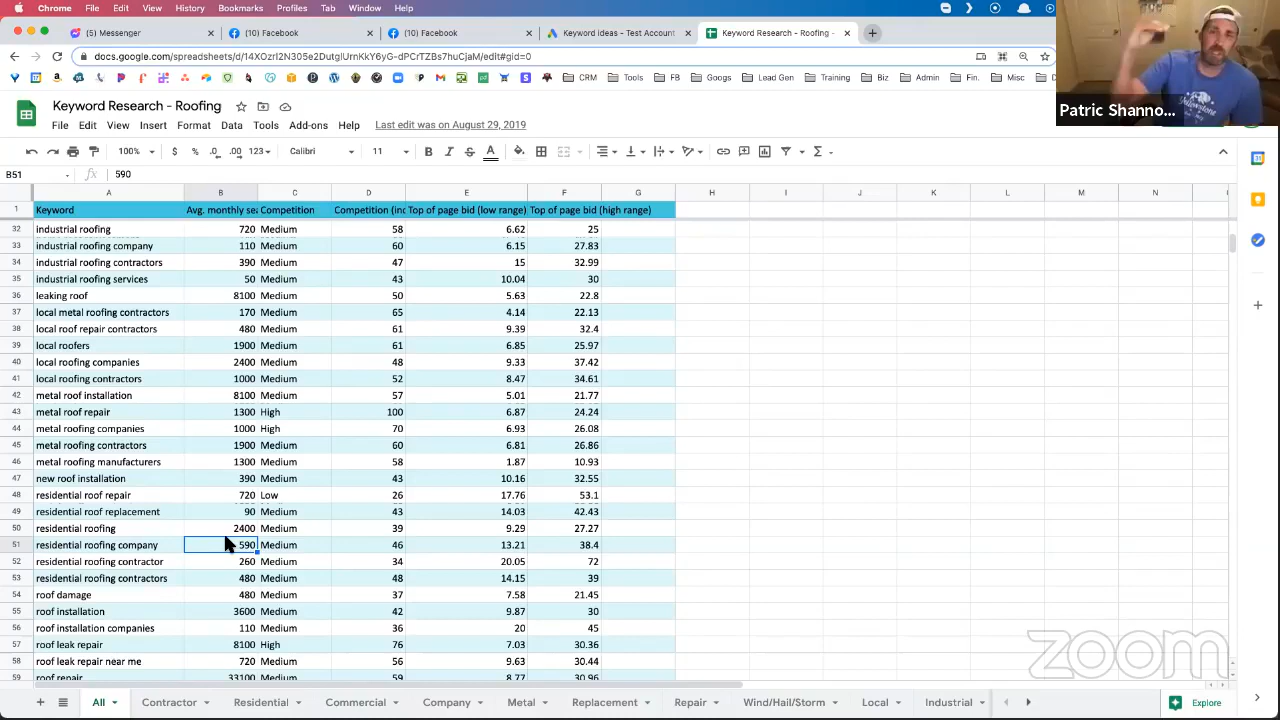 Chrome File Edit View History Bookmarks Profiles Tab Window Help
(5) Messenger × (20) Facebook × (20) Facebook × Keyword ideas - Test Account × Keyword Research - Roofing - ×
docs.google.com/spreadsheets/d/14XOzrI2N305e2DutglUrnKkY6yG-dPCrTZBs7huCjaM/edit#gid=0
CRM Tools FB Google Lead Gen Training Biz Admin Fin. Misc
Keyword Research - Roofing
File Edit View Insert Format Data Tools Add-ons Help Last edit was on August 29, 2019
100% $ % .0 .00 123 Calibri 11 B I S A
B51 fx 590
A B C D E F G H I J K L M N
1 Keyword Avg. monthly sea Competition Competition (inc Top of page bid (low range) Top of page bid (high range)
32 industrial roofing 720 Medium 58 6.62 25
33 industrial roofing company 110 Medium 60 6.15 27.83
34 industrial roofing contractors 390 Medium 47 15 32.99
35 industrial roofing services 50 Medium 43 10.04 30
36 leaking roof 8100 Medium 50 5.63 22.8
37 local metal roofing contractors 170 Medium 65 4.14 22.13
38 local roof repair contractors 480 Medium 61 9.39 32.4
39 local roofers 1900 Medium 61 6.85 25.97
40 local roofing companies 2400 Medium 48 9.33 37.42
41 local roofing contractors 1000 Medium 52 8.47 34.61
42 metal roof installation 8100 Medium 57 5.01 21.77
43 metal roof repair 1300 High 100 6.87 24.24
44 metal roofing companies 1000 High 70 6.93 26.08
45 metal roofing contractors 1900 Medium 60 6.81 26.86
46 metal roofing manufacturers 1300 Medium 58 1.87 10.93
47 new roof installation 390 Medium 43 10.16 32.55
48 residential roof repair 720 Low 26 17.76 53.1
49 residential roof replacement 90 Medium 43 14.03 42.43
50 residential roofing 2400 Medium 39 9.29 27.27
51 residential roofing company 590 Medium 46 13.21 38.4
52 residential roofing contractor 260 Medium 34 20.05 72
53 residential roofing contractors 480 Medium 48 14.15 39
54 roof damage 480 Medium 37 7.58 21.45
55 roof installation 3600 Medium 42 9.87 30
56 roof installation companies 110 Medium 36 20 45
57 roof leak repair 8100 High 76 7.03 30.36
58 roof leak repair near me 720 Medium 56 9.63 30.44
59 roof repair 33100 Medium 59 8.77 30.96
All Contractor Residential Commercial Company Metal Replacement Repair Wind/Hail/Storm Local Industrial Explore
Patric Shanno...
Yellowstone
zoom